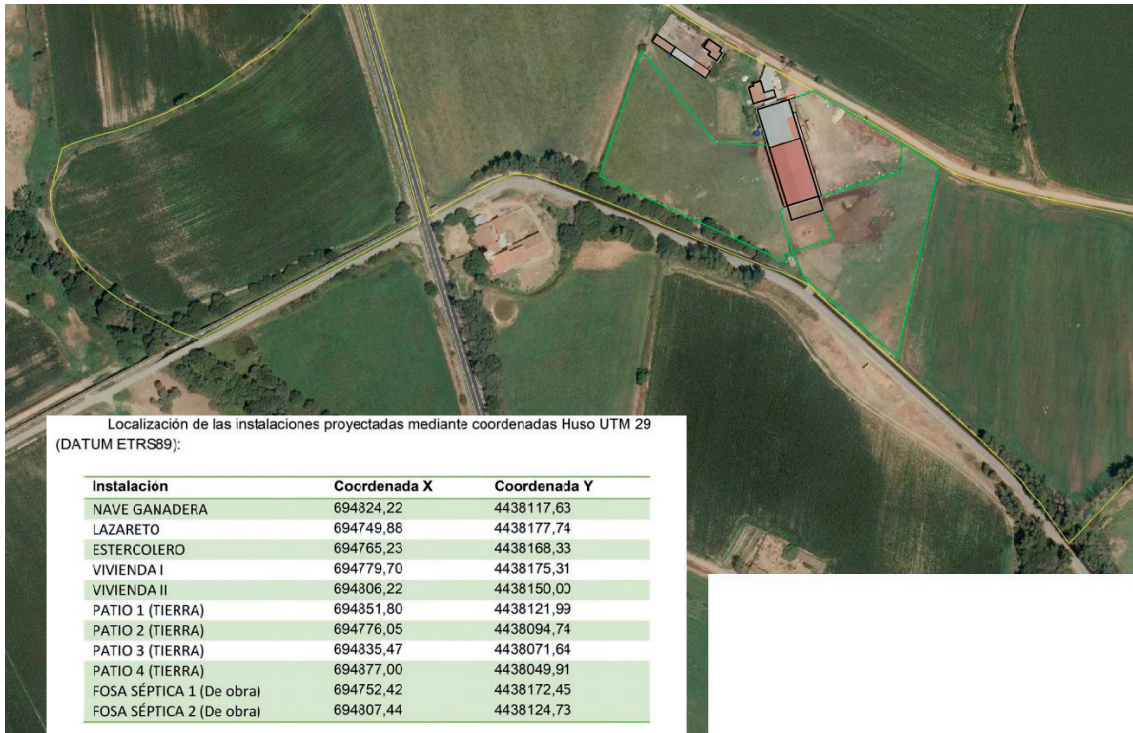 Localización de las instalaciones proyectadas mediante coordenadas Huso UTM 29
(DATUM ETRS89):
Instalación Coordenada X Coordenada Y
NAVE GANADERA 694824,22 4438117,63
LAZARETO 694749,88 4438177,74
ESTERCOLERO 694765,23 4438168,33
VIVIENDA I 694779,70 4438175,31
VIVIENDA II 694806,22 4438150,00
PATIO 1 (TIERRA) 694851,80 4438121,99
PATIO 2 (TIERRA) 694776,05 4438094,74
PATIO 3 (TIERRA) 694835,47 4438071,64
PATIO 4 (TIERRA) 694877,00 4438049,91
FOSA SÉPTICA 1 (De obra) 694752,42 4438172,45
FOSA SÉPTICA 2 (De obra) 694807,44 4438124,73